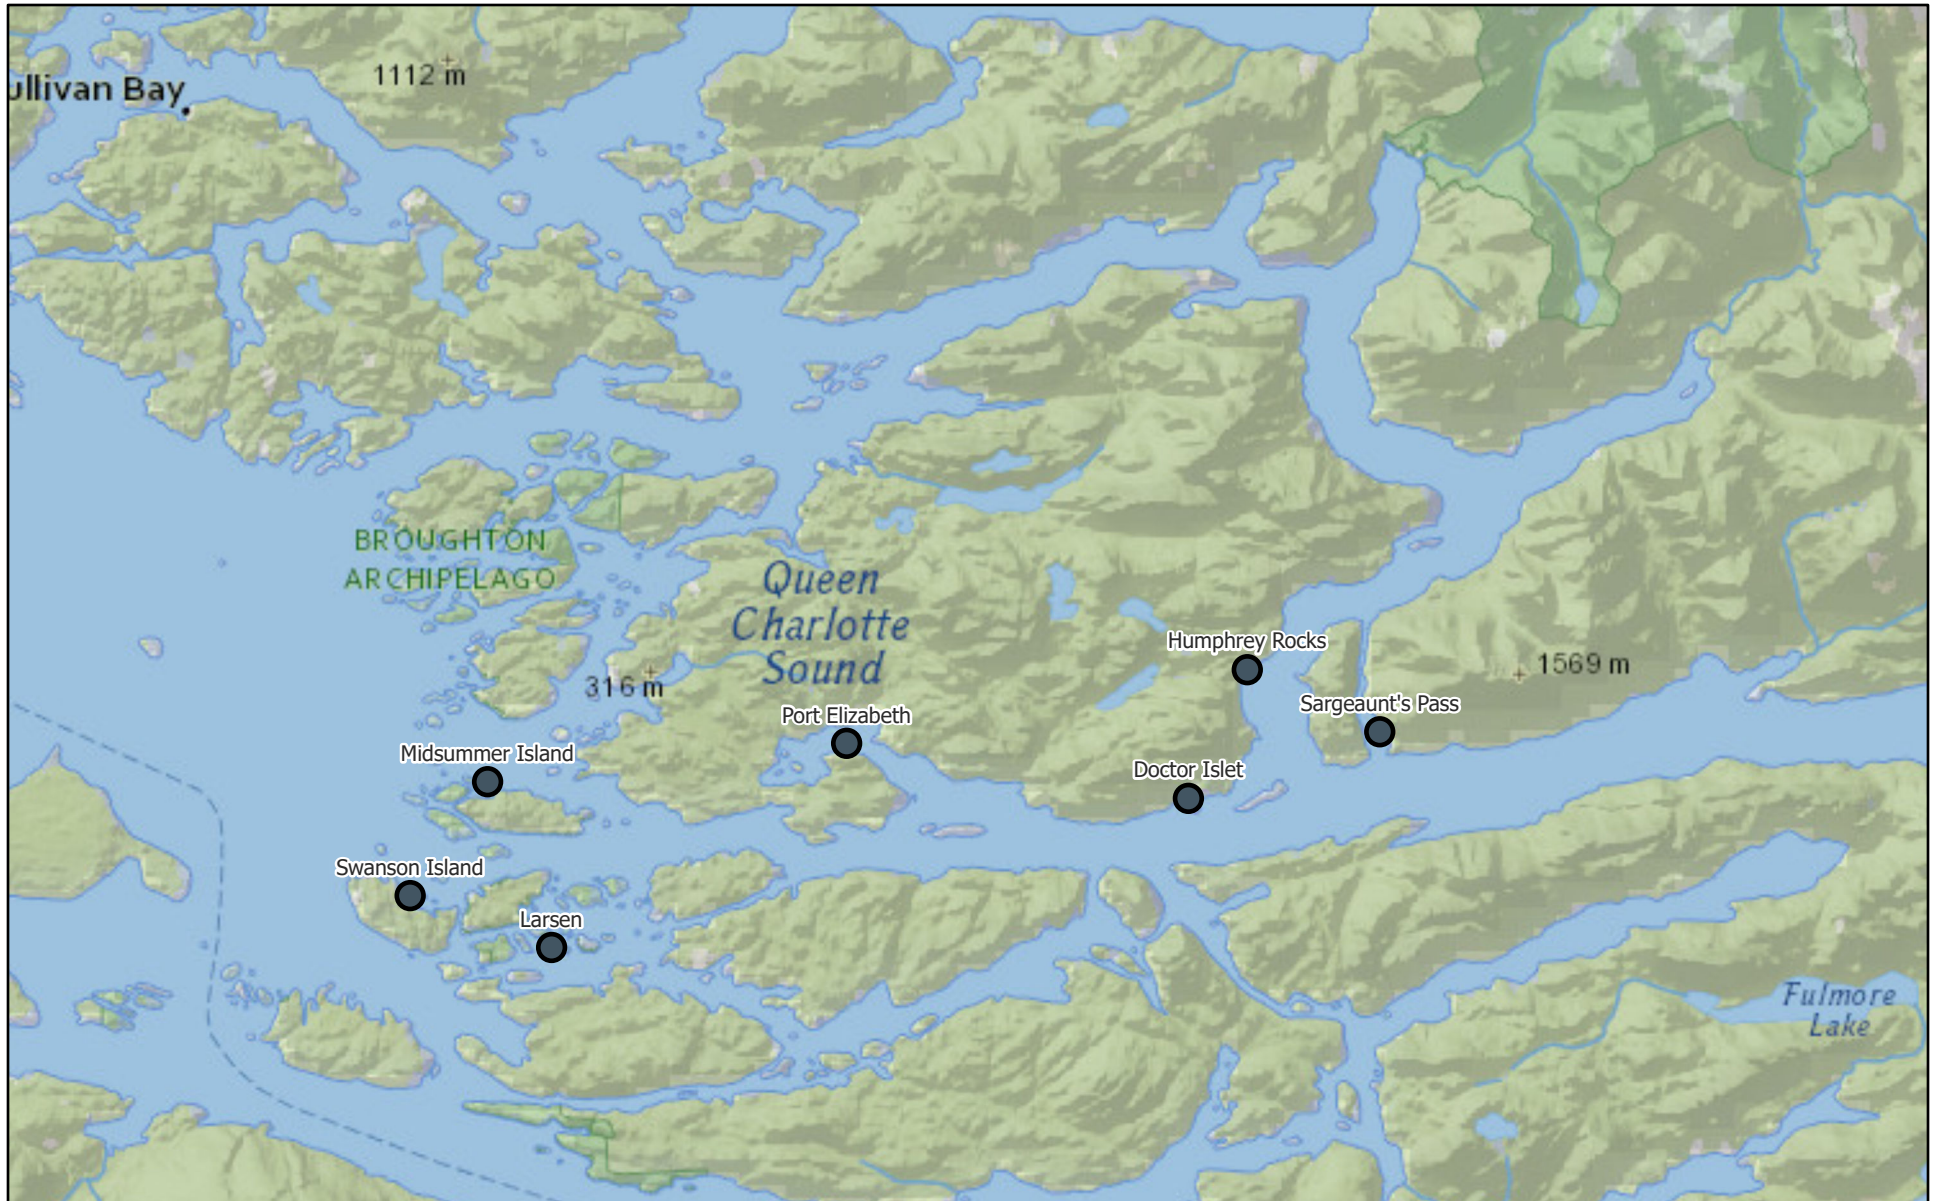 1112 m
ullivan Bay
BROUGHTON
ARCHIPELAGO
Queen
Charlotte
Sound
316 m
Humphrey Rocks
1569 m
Sargeaunt's Pass
Port Elizabeth
Midsummer Island
Doctor Islet
Swanson Island
Larsen
Fulmore
Lake